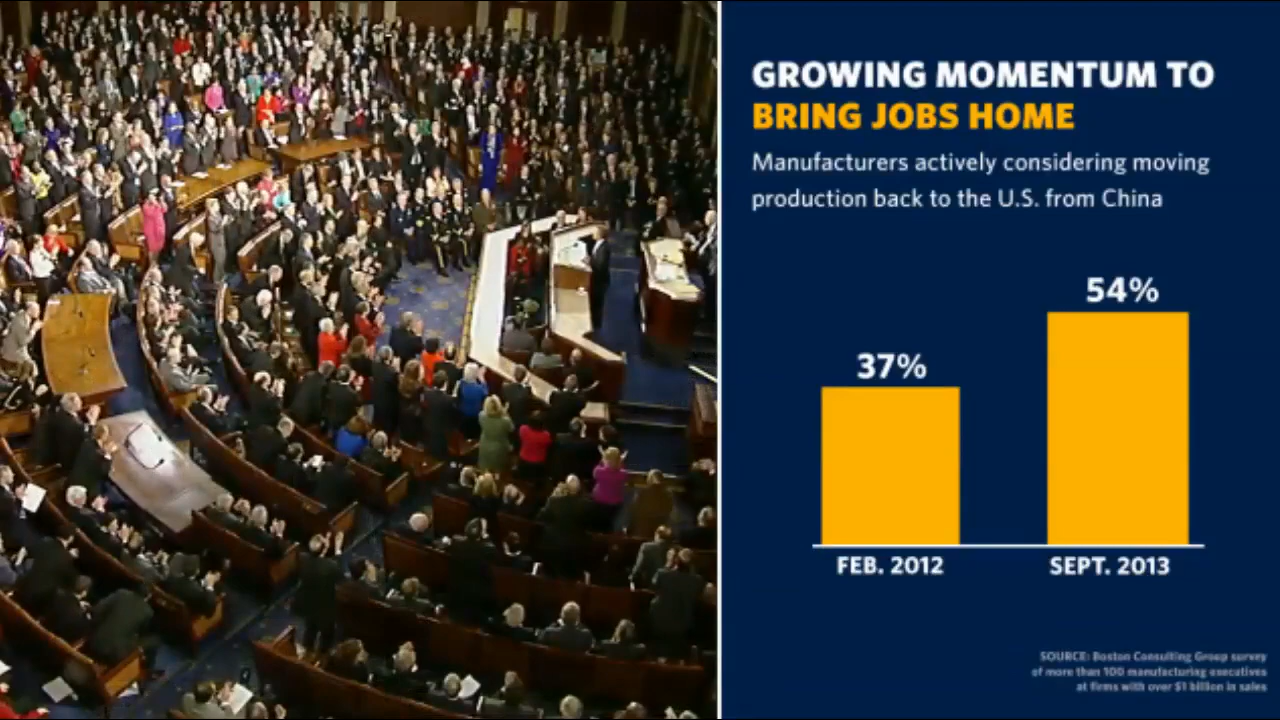 GROWING MOMENTUM TO
BRING JOBS HOME
Manufacturers actively considering moving
production back to the U.S. from China
54%
37%
FEB. 2012
SEPT. 2013
SOURCE: Boston Consulting Group survey
of more than 100 manufacturing executives
at firms with over $1 billion in sales